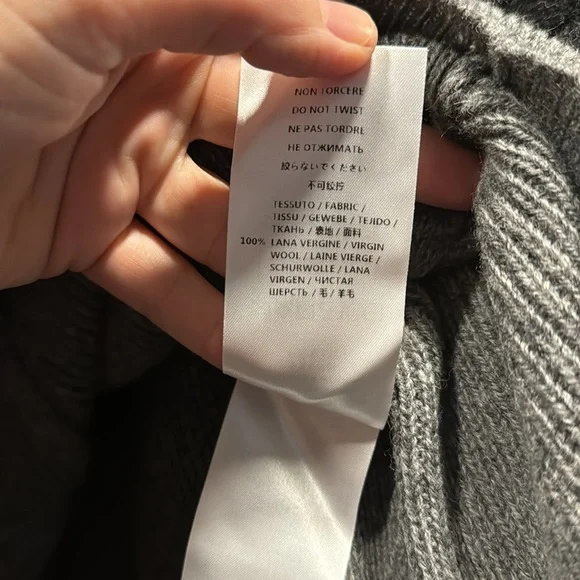 NON TORCERE
DO NOT TWIST
NE PAS TORDRE
НЕ ОТЖИМАТЬ
絞らないでください
不可绞拧
TESSUTO / FABRIC /
TISSU / GEWEBE / TEJIDO /
ТКАНЬ / 表地 / 面料
100% LANA VERGINE / VIRGIN
WOOL / LAINE VIERGE /
SCHURWOLLE / LANA
VIRGEN / ЧИСТАЯ
ШЕРСТЬ / 毛 / 羊毛